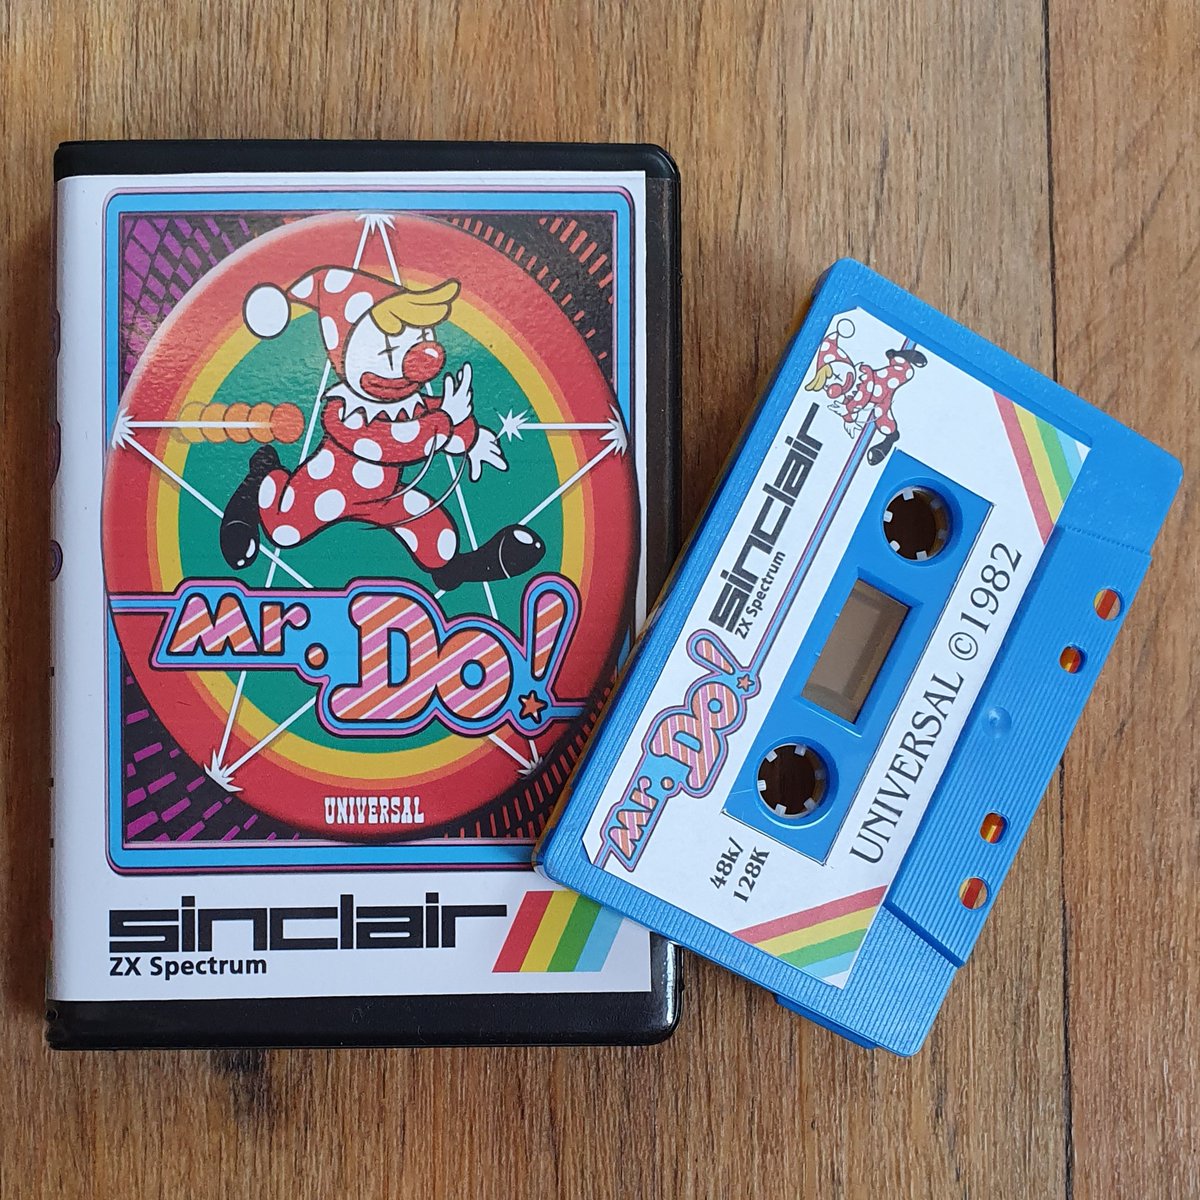 Mr. Do!
UNIVERSAL
sinclair
ZX Spectrum
Mr. Do!
sinclair
ZX Spectrum
48k/
128K
UNIVERSAL ©1982